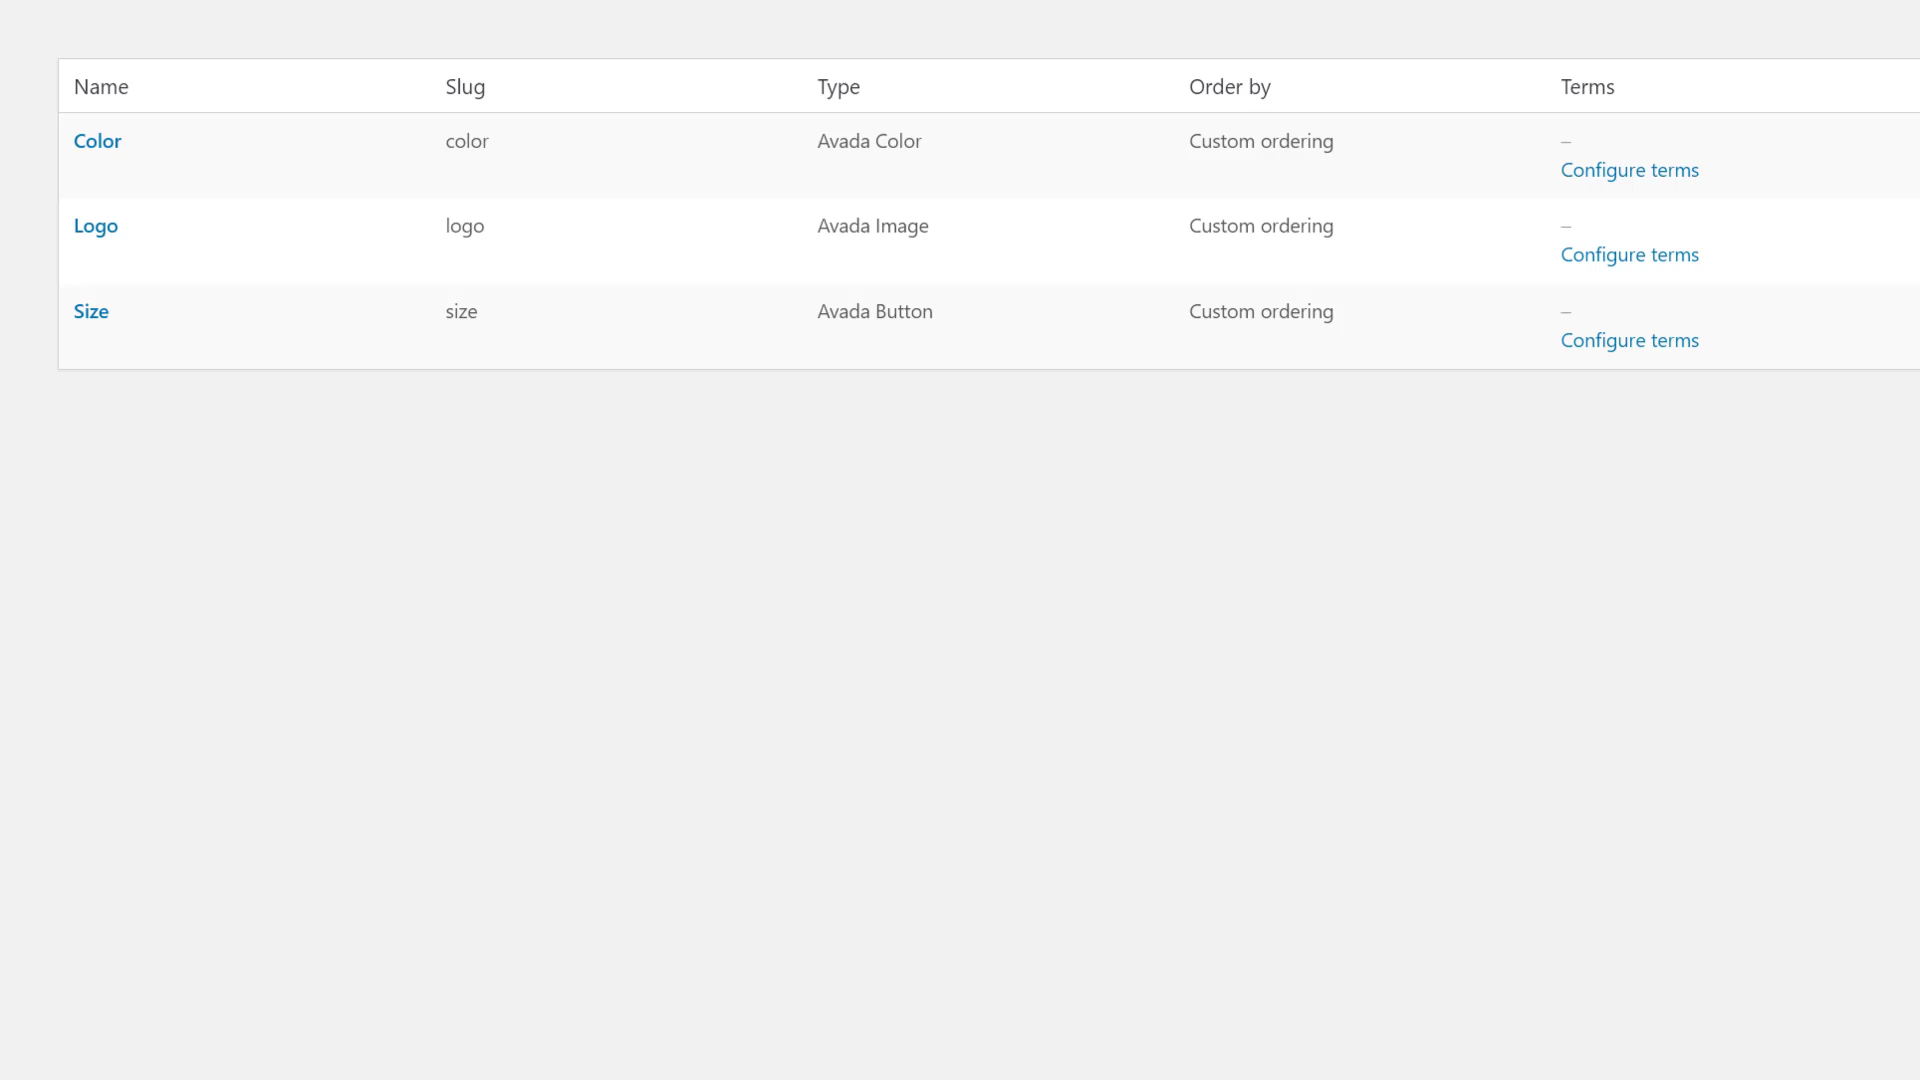 Name Slug Type Order by Terms
Color color Avada Color Custom ordering –
Configure terms
Logo logo Avada Image Custom ordering –
Configure terms
Size size Avada Button Custom ordering –
Configure terms